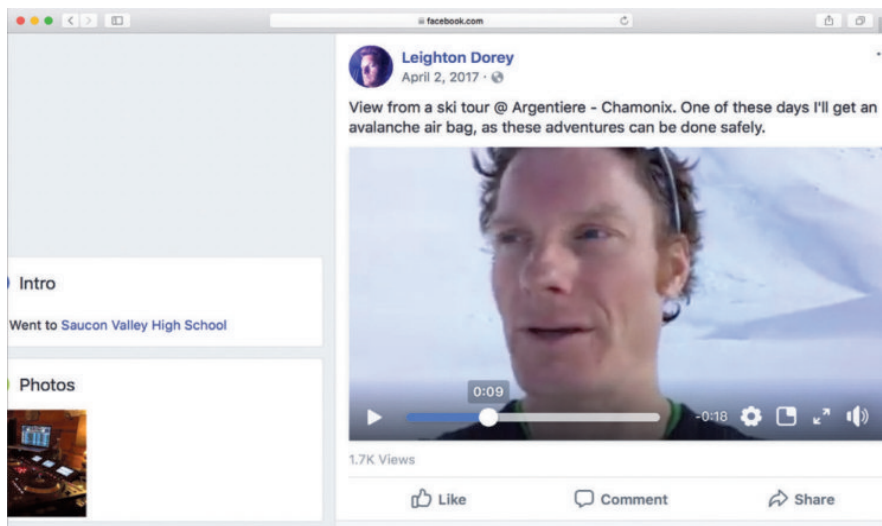 facebook.com
Leighton Dorey
April 2, 2017 ·
View from a ski tour @ Argentiere - Chamonix. One of these days I'll get an
avalanche air bag, as these adventures can be done safely.
Intro
Went to Saucon Valley High School
Photos
0:09
-0:18
1.7K Views
Like
Comment
Share